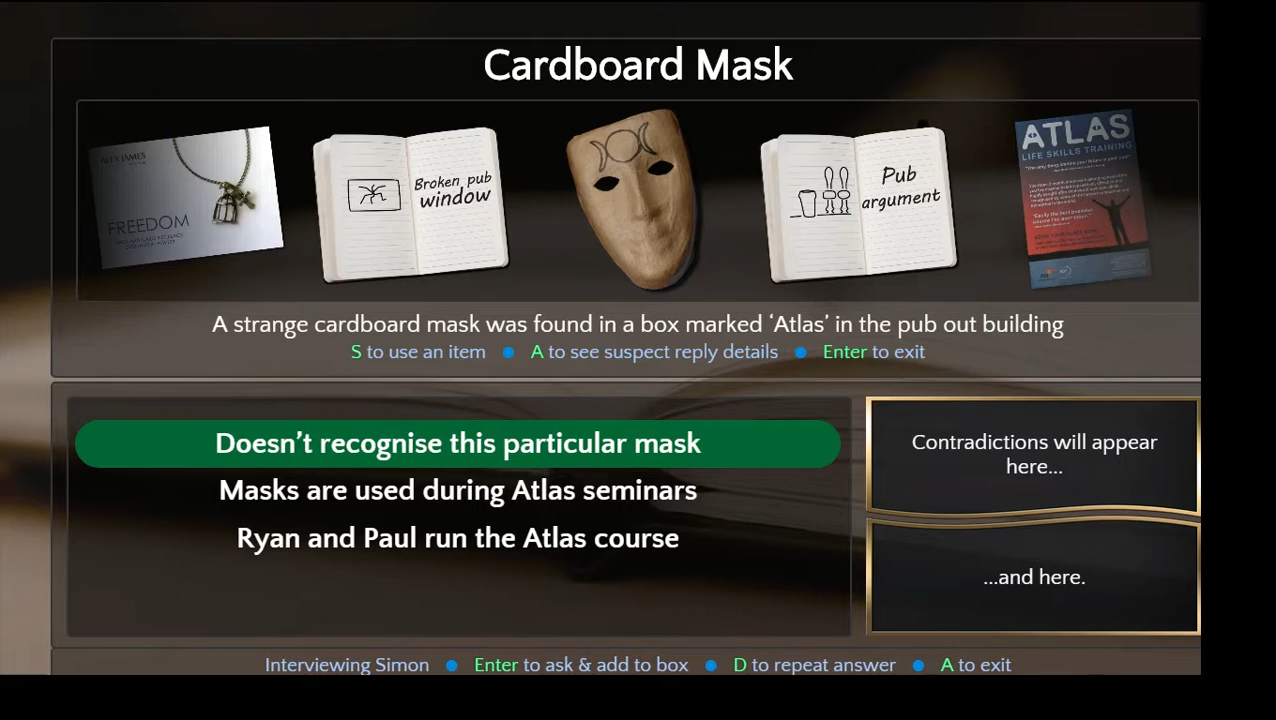 Cardboard Mask
ALEX JAMES
FREEDOM
Broken pub
window
Pub
argument
ATLAS
LIFE SKILLS TRAINING
A strange cardboard mask was found in a box marked ‘Atlas’ in the pub out building
S to use an item ● A to see suspect reply details ● Enter to exit
Doesn’t recognise this particular mask
Masks are used during Atlas seminars
Ryan and Paul run the Atlas course
Contradictions will appear
here...
...and here.
Interviewing Simon ● Enter to ask & add to box ● D to repeat answer ● A to exit